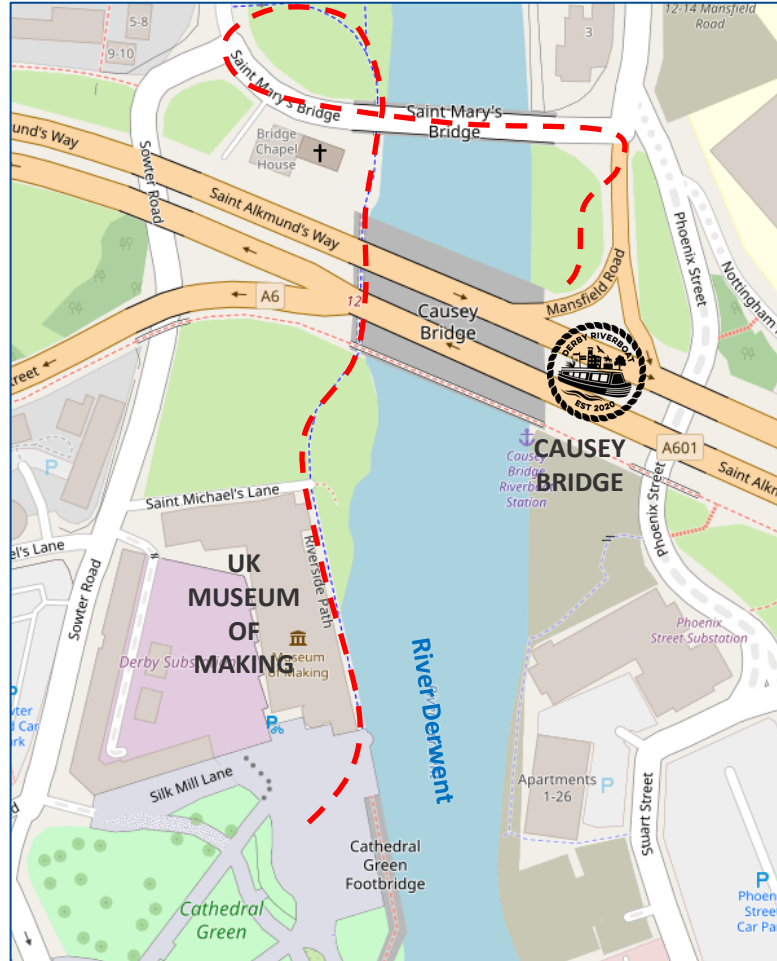 12-14 Mansfield
Road
5-8
9-10
3
Saint Mary's Bridge
Saint Mary's
Bridge
Bridge
Chapel
House
Sowter Road
und's Way
Saint Alkmund's Way
Phoenix Street
Nottingham
Mansfield Road
A6
12
Causey
Bridge
DERBY RIVERBOAT
EST 2020
treet
P
CAUSEY
BRIDGE
Causey
Bridge
Riverboat
Station
A601
Saint Alkm
Saint Michael's Lane
el's Lane
Phoenix Street
Riverside Path
Sowter Road
UK
MUSEUM
OF
MAKING
Derby Substation
Museum
of Making
Phoenix
Street Substation
River Derwent
P
wter
d Car
rk
P
Silk Mill Lane
Apartments
1-26
P
Stuart Street
Cathedral
Green
Footbridge
Cathedral
Green
P
Phoen
Stree
Car Pa